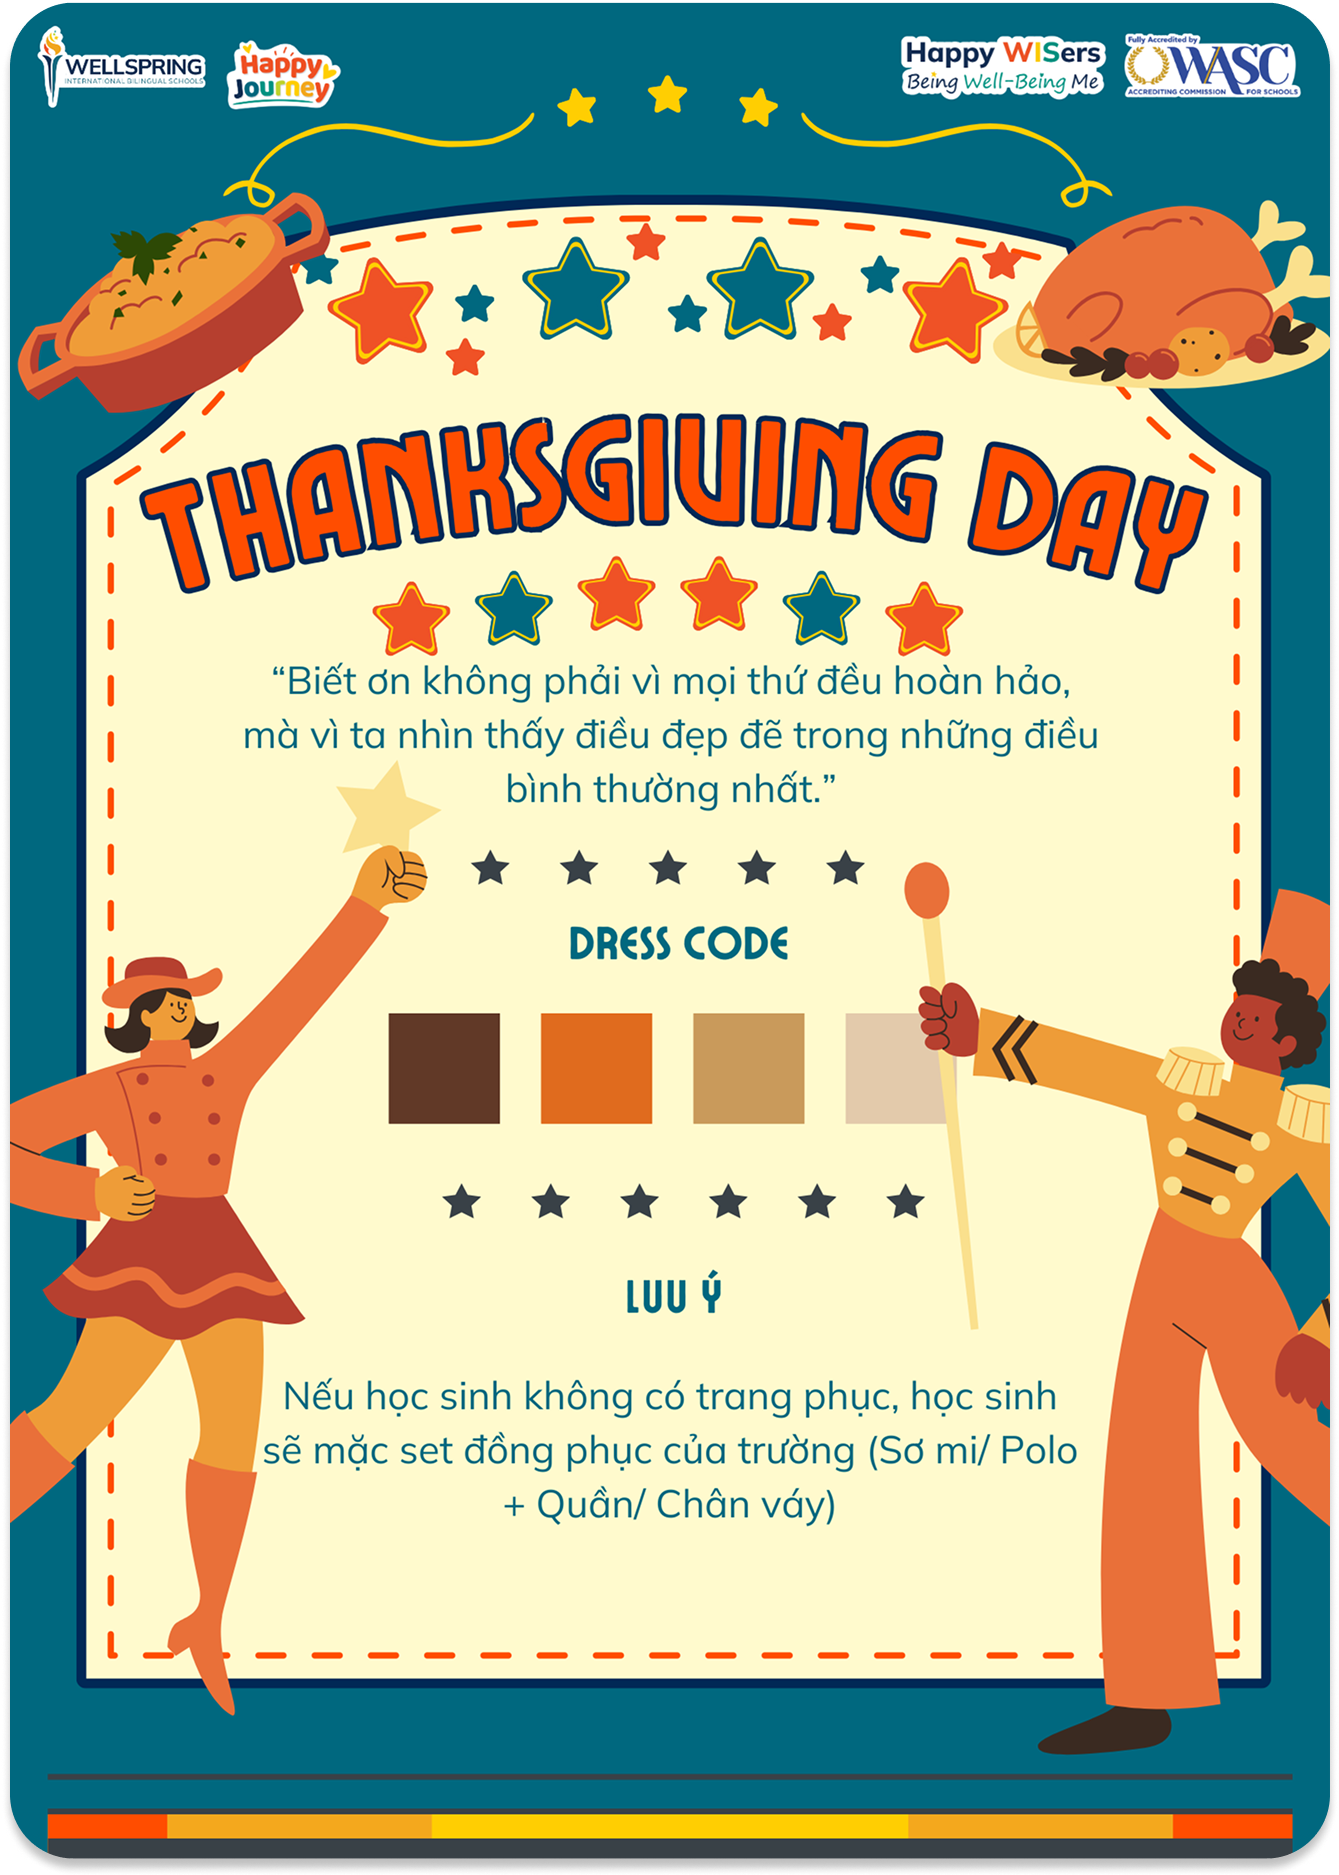 WELLSPRING
INTERNATIONAL BILINGUAL SCHOOLS
Happy
Journey
Happy WISers
Being Well-Being Me
Fully Accredited by
WASC
ACCREDITING COMMISSION FOR SCHOOLS
THANKSGIVING DAY
“Biết ơn không phải vì mọi thứ đều hoàn hảo,
mà vì ta nhìn thấy điều đẹp đẽ trong những điều
bình thường nhất.”
DRESS CODE
LUU Ý
Nếu học sinh không có trang phục, học sinh
sẽ mặc set đồng phục của trường (Sơ mi/ Polo
+ Quần/ Chân váy)